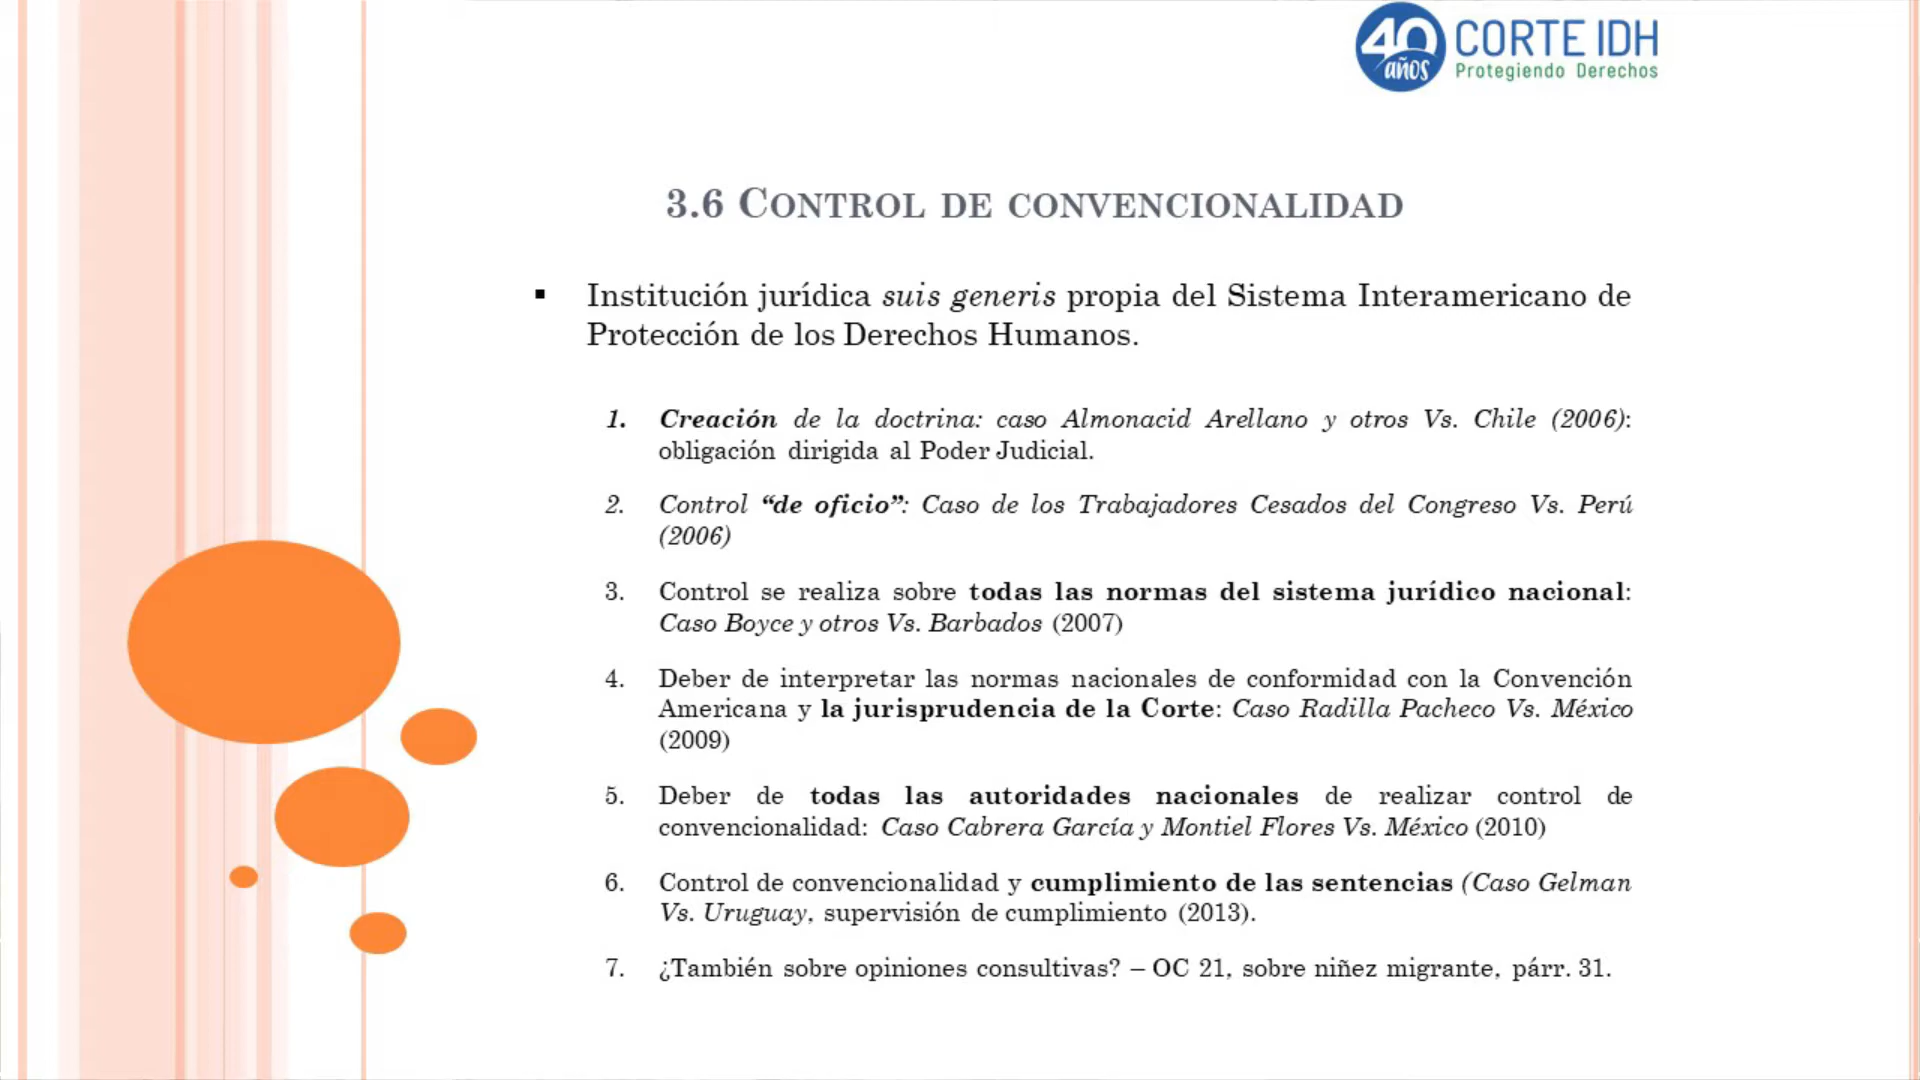 40 años
CORTE IDH
Protegiendo Derechos
3.6 CONTROL DE CONVENCIONALIDAD
▪ Institución jurídica suis generis propia del Sistema Interamericano de
Protección de los Derechos Humanos.
1. Creación de la doctrina: caso Almonacid Arellano y otros Vs. Chile (2006):
obligación dirigida al Poder Judicial.
2. Control “de oficio”: Caso de los Trabajadores Cesados del Congreso Vs. Perú
(2006)
3. Control se realiza sobre todas las normas del sistema jurídico nacional:
Caso Boyce y otros Vs. Barbados (2007)
4. Deber de interpretar las normas nacionales de conformidad con la Convención
Americana y la jurisprudencia de la Corte: Caso Radilla Pacheco Vs. México
(2009)
5. Deber de todas las autoridades nacionales de realizar control de
convencionalidad: Caso Cabrera García y Montiel Flores Vs. México (2010)
6. Control de convencionalidad y cumplimiento de las sentencias (Caso Gelman
Vs. Uruguay, supervisión de cumplimiento (2013).
7. ¿También sobre opiniones consultivas? – OC 21, sobre niñez migrante, párr. 31.